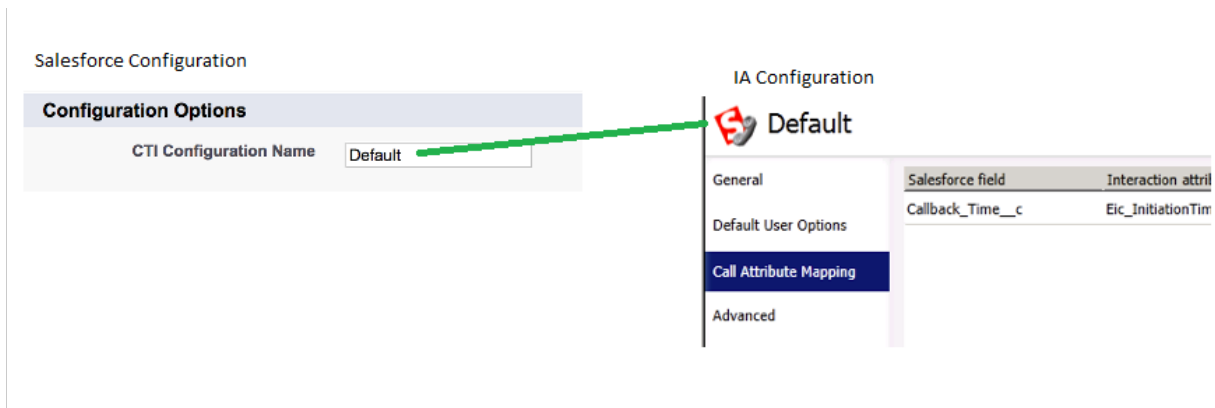 Salesforce Configuration
Configuration Options
CTI Configuration Name Default
IA Configuration
Default
General
Default User Options
Call Attribute Mapping
Advanced
Salesforce field Interaction
Callback_Time__c